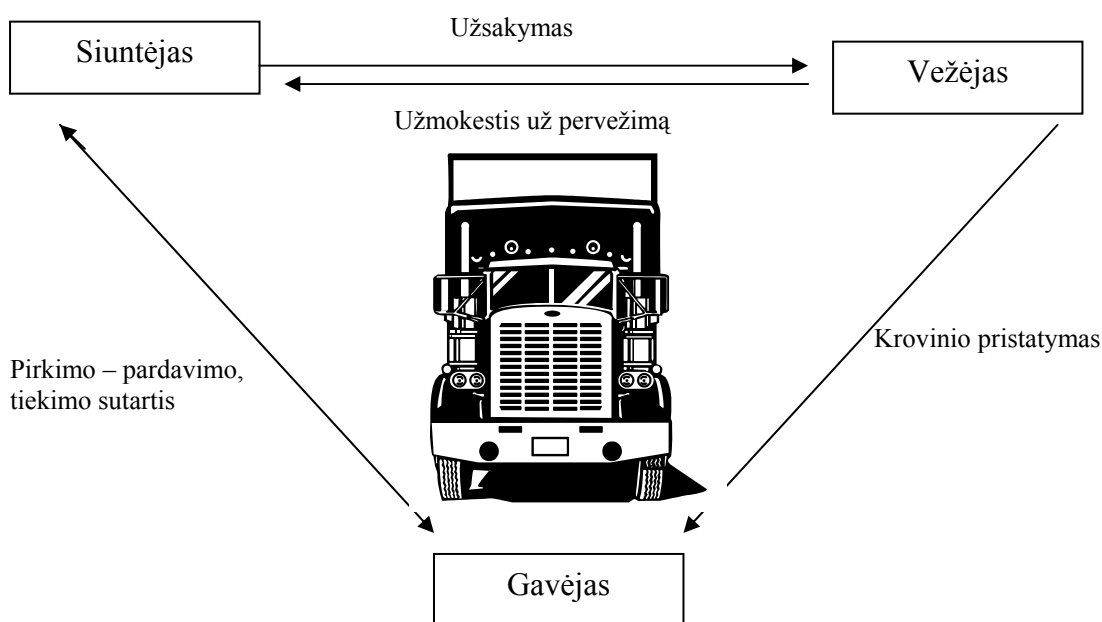 Siuntėjas
Užsakymas
Vežėjas
Užmokestis už pervežimą
Krovinio pristatymas
Pirkimo – pardavimo,
tiekimo sutartis
Gavėjas